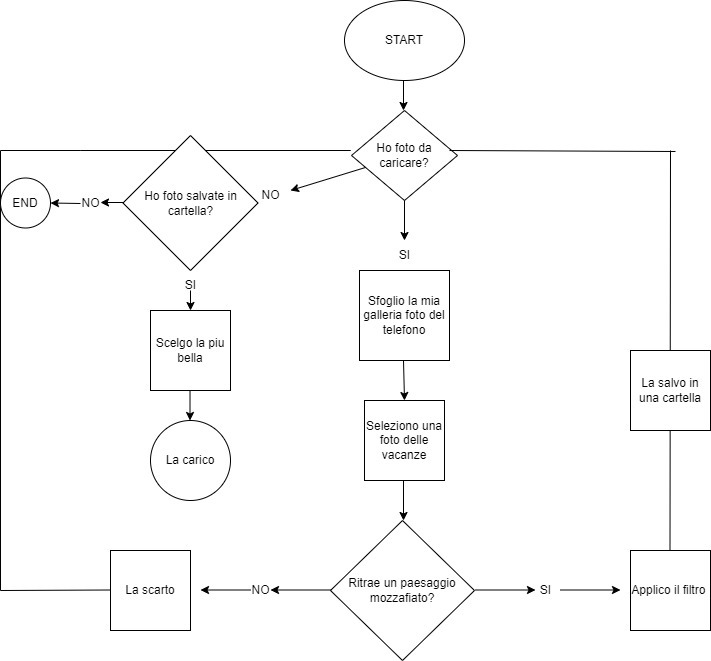 START
Ho foto da
caricare?
Ho foto salvate in
cartella?
NO
END
NO
SI
SI
Sfoglio la mia
galleria foto del
telefono
Scelgo la piu
bella
La salvo in
una cartella
Seleziono una
foto delle
vacanze
La carico
Ritrae un paesaggio
mozzafiato?
La scarto
NO
SI
Applico il filtro